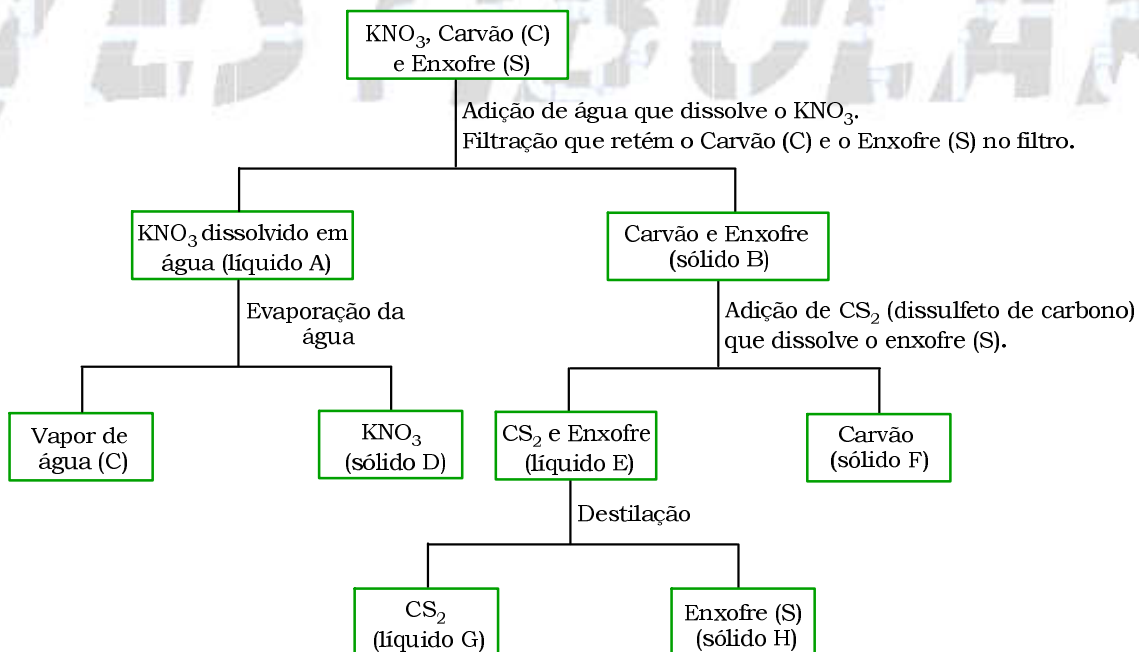 KNO₃, Carvão (C)
e Enxofre (S)
Adição de água que dissolve o KNO₃.
Filtração que retém o Carvão (C) e o Enxofre (S) no filtro.
KNO₃ dissolvido em
água (líquido A)
Carvão e Enxofre
(sólido B)
Evaporação da
água
Adição de CS₂ (dissulfeto de carbono)
que dissolve o enxofre (S).
Vapor de
água (C)
KNO₃
(sólido D)
CS₂ e Enxofre
(líquido E)
Carvão
(sólido F)
Destilação
CS₂
(líquido G)
Enxofre (S)
(sólido H)